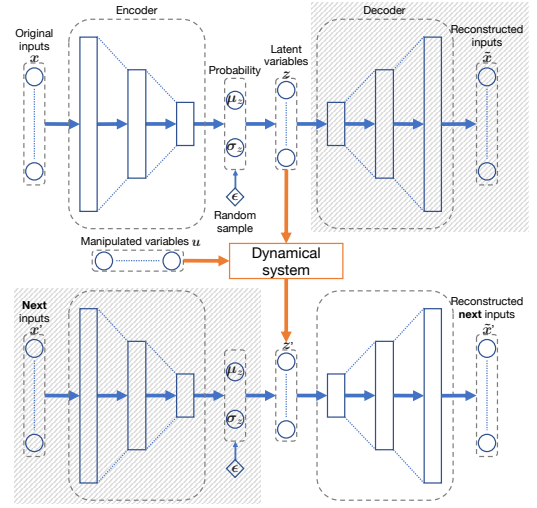 Encoder
Decoder
Original
inputs
x
Probability
μz
σz
ϵ
Random
sample
Latent
variables
z
Reconstructed
inputs
x̃
Manipulated variables u
Dynamical
system
Next
inputs
x'
μz
σz
ϵ
z̃'
Reconstructed
next inputs
x̃'